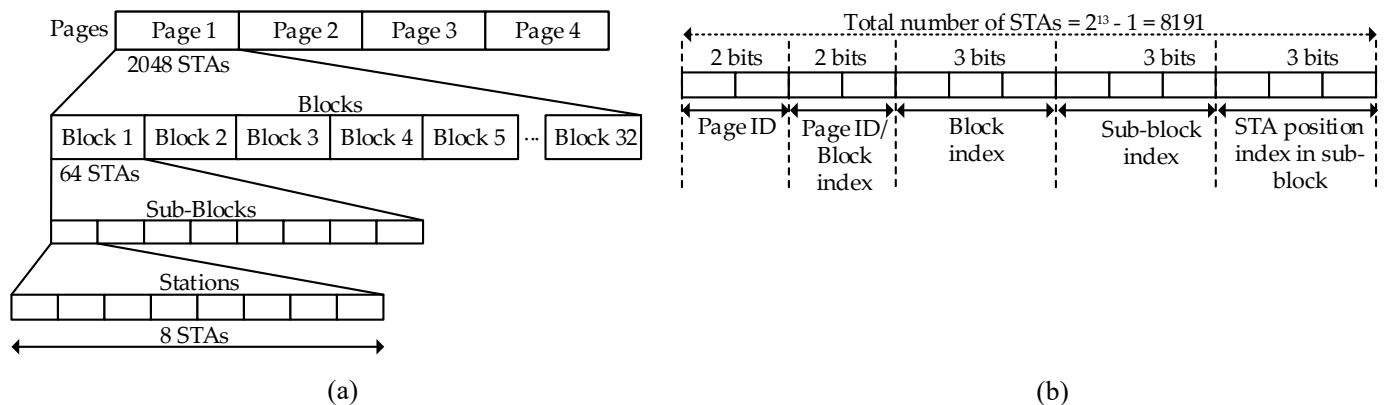 Pages Page 1 Page 2 Page 3 Page 4
2048 STAs
Blocks
Block 1 Block 2 Block 3 Block 4 Block 5 ... Block 32
64 STAs
Sub-Blocks
Stations
8 STAs
(a)
Total number of STAs = 2¹³ - 1 = 8191
2 bits 2 bits 3 bits 3 bits 3 bits
Page ID
Page ID/
Block
index
Block
index
Sub-block
index
STA position
index in sub-
block
(b)